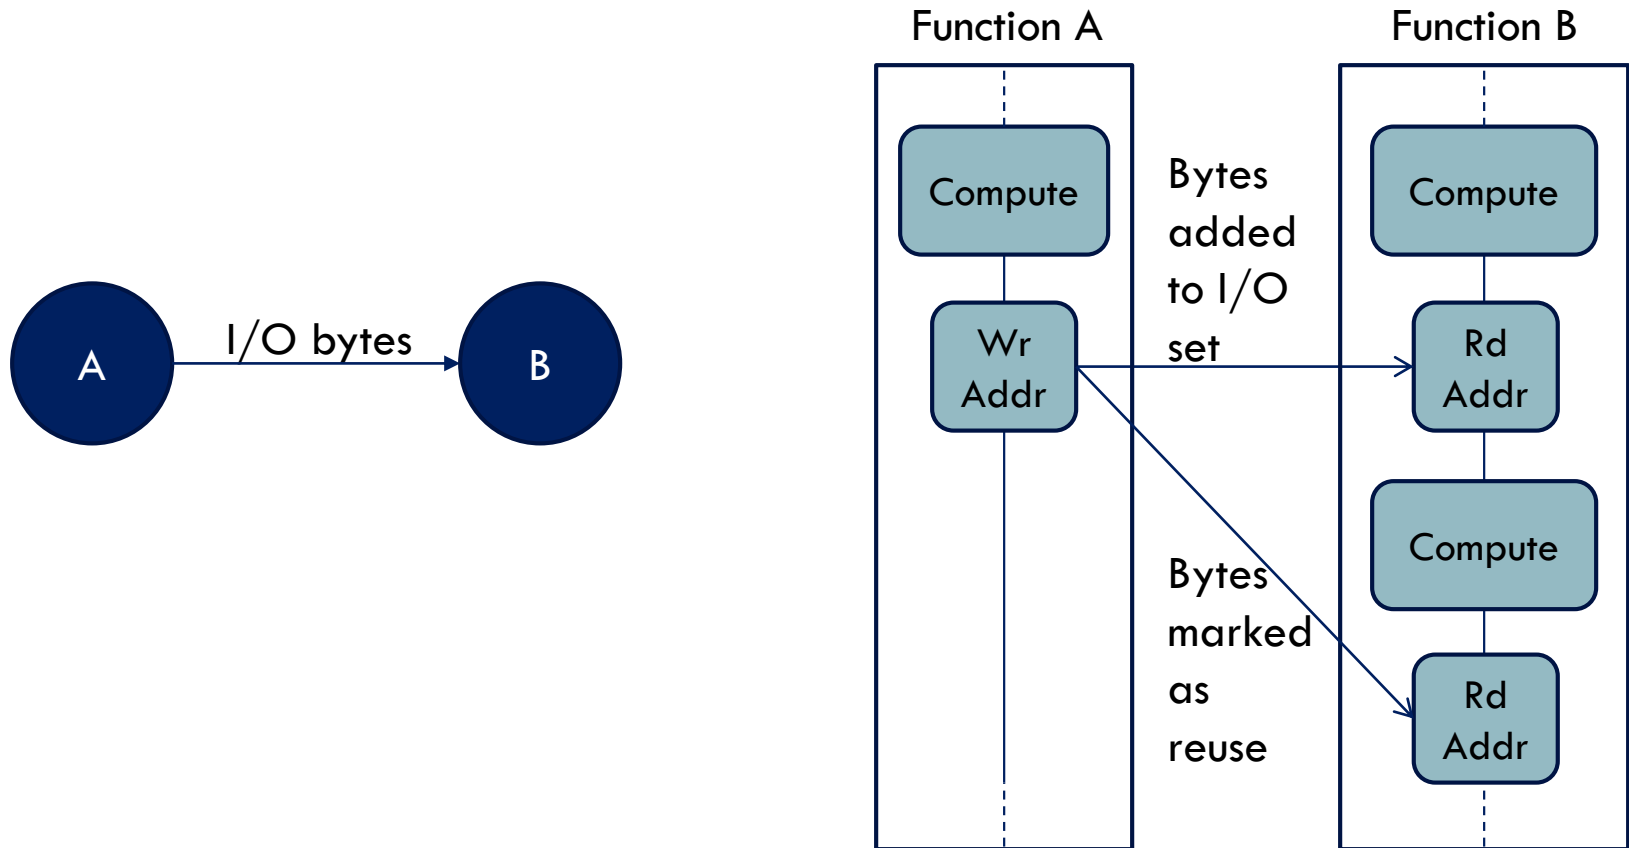 A
I/O bytes
B
Function A
Compute
Wr
Addr
Bytes
added
to I/O
set
Bytes
marked
as
reuse
Function B
Compute
Rd
Addr
Compute
Rd
Addr